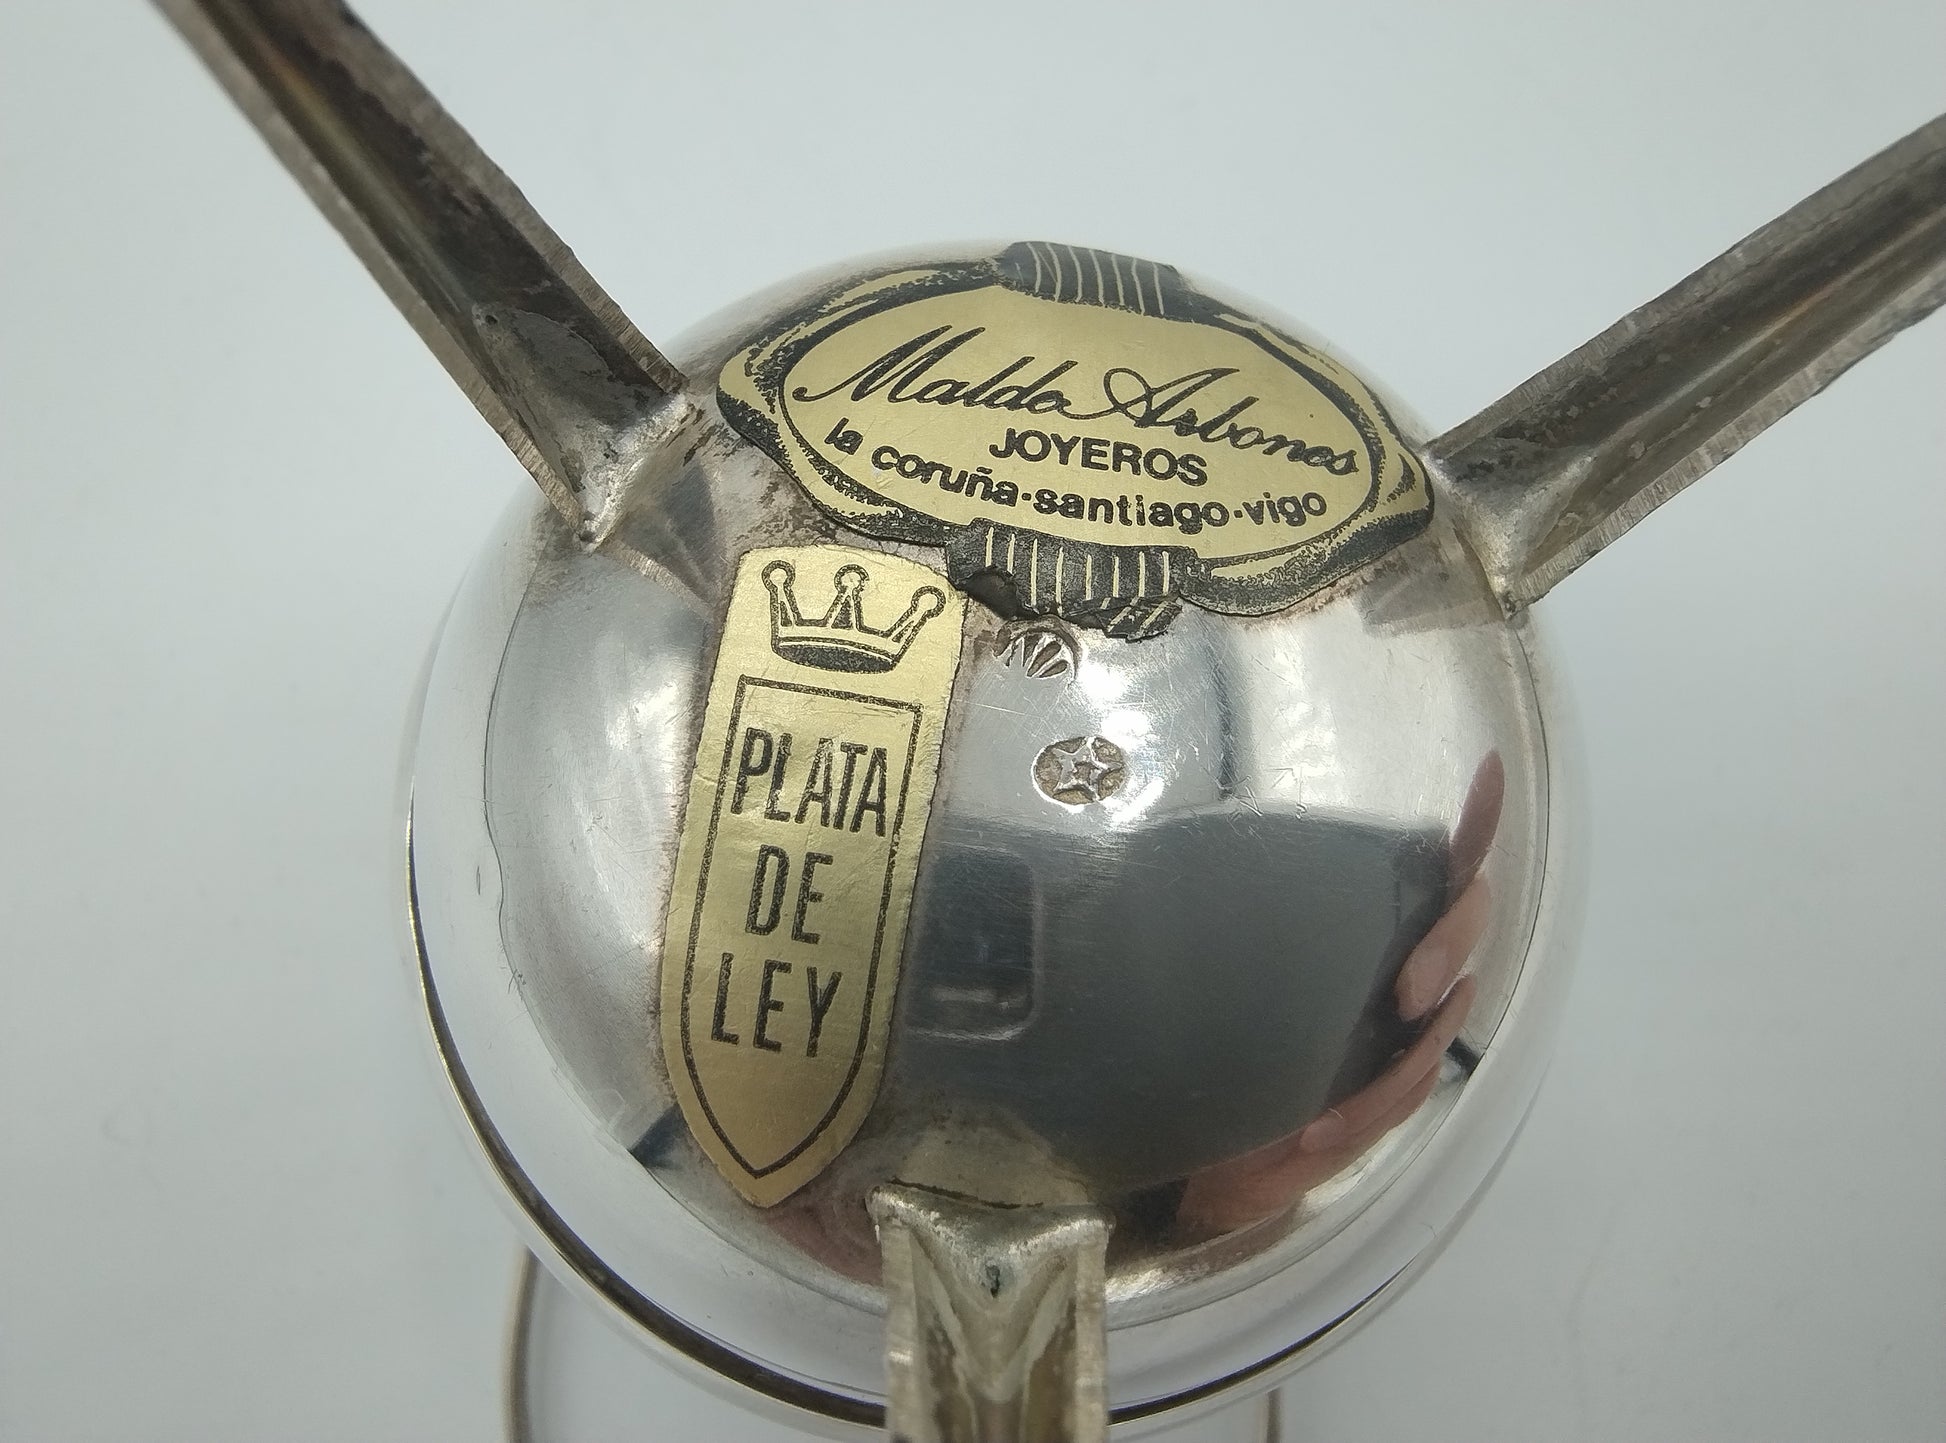 Maldo Arbones
JOYEROS
la coruña·santiago·vigo
PLATA
DE
LEY